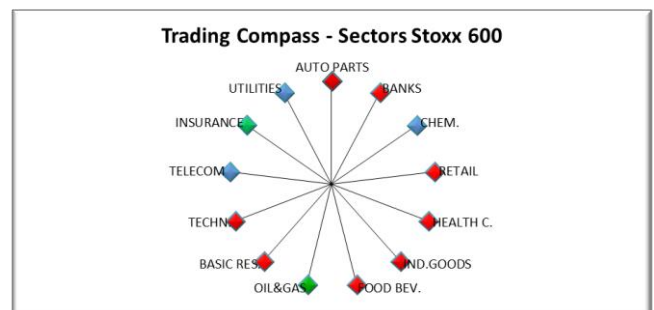 Trading Compass - Sectors Stoxx 600
AUTO PARTS
UTILITIES
BANKS
INSURANCE
CHEM.
TELECOM
RETAIL
TECHN.
HEALTH C.
BASIC RES.
IND.GOODS
OIL&GAS
FOOD BEV.